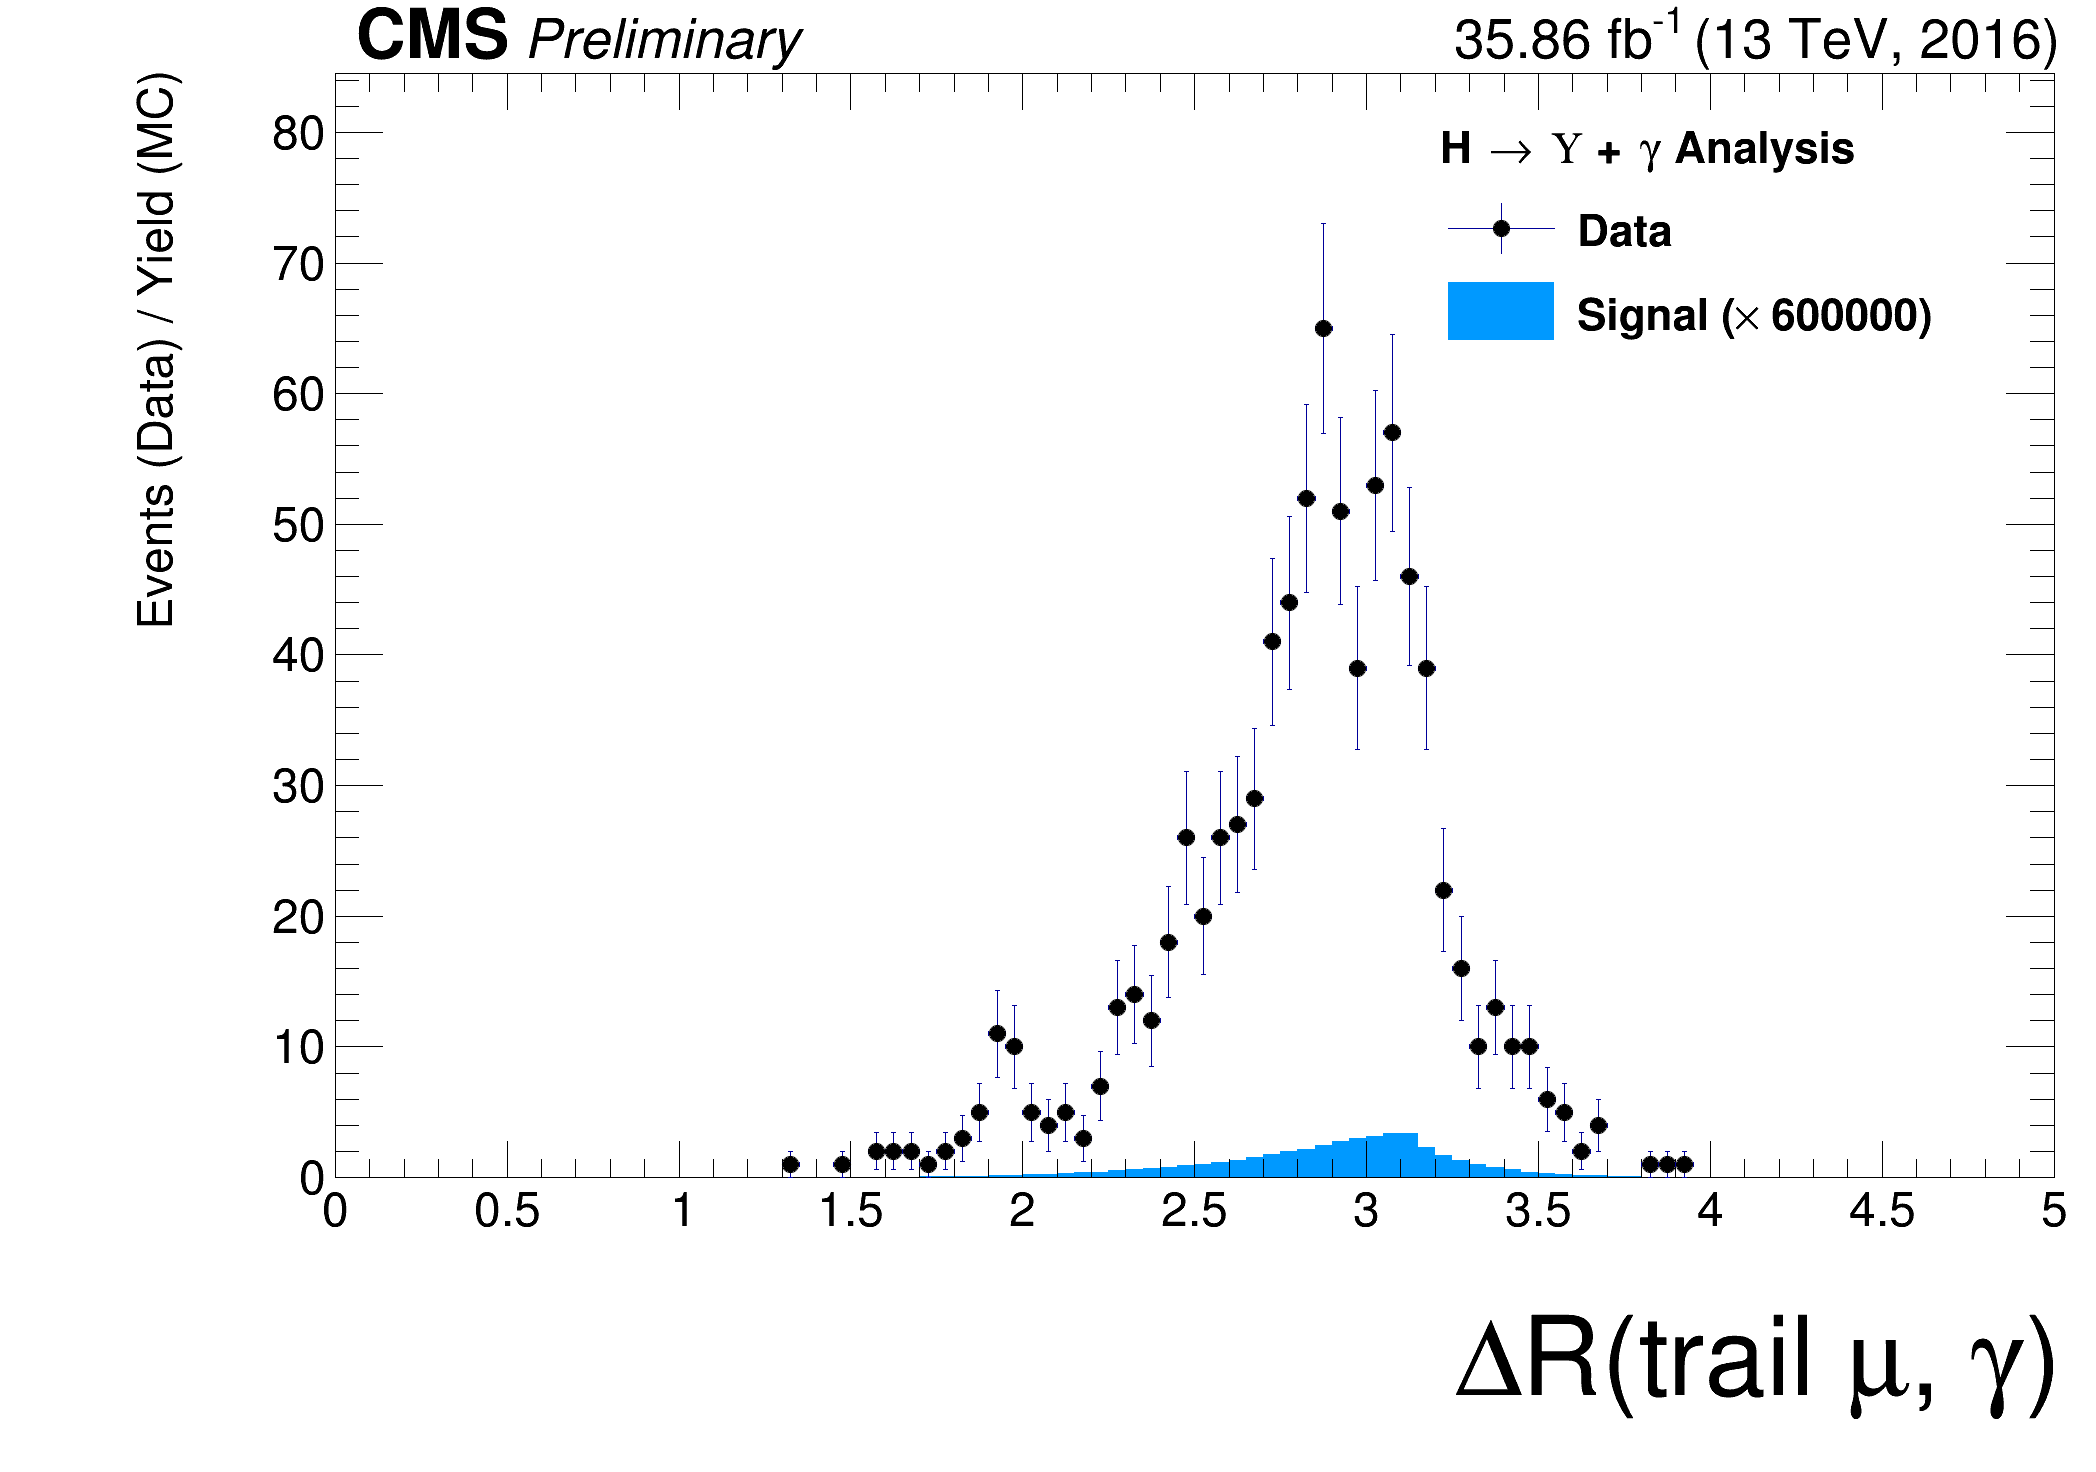 CMS Preliminary
35.86 fb⁻¹ (13 TeV, 2016)
Events (Data) / Yield (MC)
H → ϒ + γ Analysis
Data
Signal (× 600000)
80
70
60
50
40
30
20
10
0
0 0.5 1 1.5 2 2.5 3 3.5 4 4.5 5
ΔR(trail μ, γ)